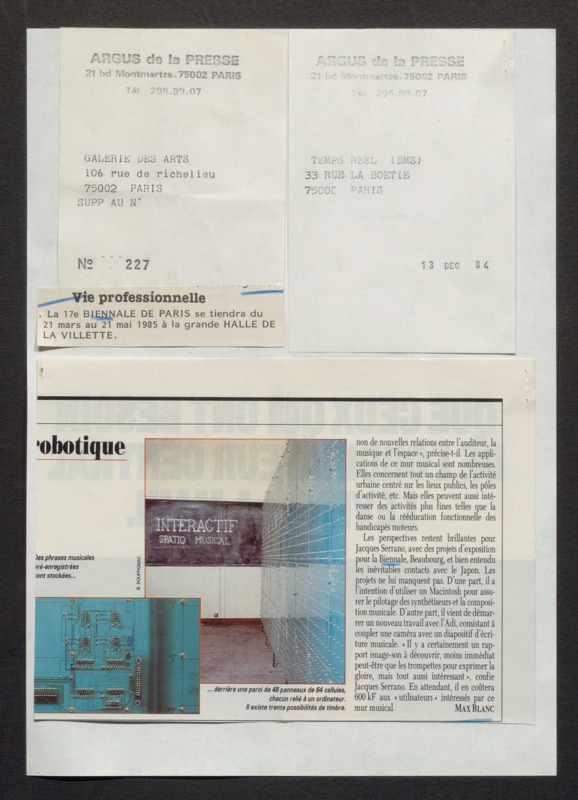 ARGUS de la PRESSE
21 bd Montmartre-75002 PARIS
Tél. 296.99.07
GALERIE DES ARTS
106 rue de richelieu
75002 PARIS
SUPP AU N°
N° 227
Vie professionnelle
. La 17e BIENNALE DE PARIS se tiendra du
21 mars au 21 mai 1985 à la grande HALLE DE
LA VILLETTE.
ARGUS de la PRESSE
21 bd Montmartre-75002 PARIS
Tél. 296.99.07
TEMPS REEL (BMS)
33 RUE LA BOETIE
75000 PARIS
13 DEC 84
robotique
INTERACTIF
SPATIO MUSICAL
B. ROUFFIGNAC
Des phrases musicales
pré-enregistrées
sont stockées...
... derrière une paroi de 48 panneaux de 64 cellules,
chacun relié à un ordinateur.
Il existe trente possibilités de timbre.
non de nouvelles relations entre l'auditeur, la
musique et l'espace », précise-t-il. Les appli-
cations de ce mur musical sont nombreuses.
Elles concernent tout un champ de l'activité
urbaine centré sur les lieux publics, les pôles
d'activité, etc. Mais elles peuvent aussi inté-
resser des activités plus fines telles que la
danse ou la rééducation fonctionnelle des
handicapés moteurs.
Les perspectives restent brillantes pour
Jacques Serrano, avec des projets d'exposition
pour la Biennale, Beaubourg, et bien entendu
les inévitables contacts avec le Japon. Les
projets ne lui manquent pas. D'une part, il a
l'intention d'utiliser un Macintosh pour assu-
rer le pilotage des synthétiseurs et la composi-
tion musicale. D'autre part, il vient de démar-
rer un nouveau travail avec l'Adi, consistant à
coupler une caméra avec un dispositif d'écri-
ture musicale. « Il y a certainement un rap-
port image-son à découvrir, moins immédiat
peut-être que les trompettes pour exprimer la
gloire, mais tout aussi intéressant », confie
Jacques Serrano. En attendant, il en coûtera
600 kF aux « utilisateurs » intéressés par ce
mur musical. MAX BLANC